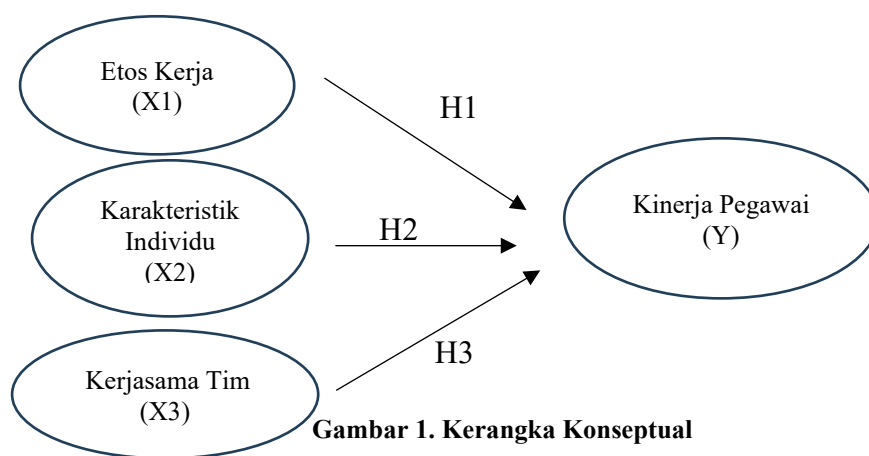 Etos Kerja
(X1)
H1
Karakteristik
Individu
(X2)
H2
Kinerja Pegawai
(Y)
Kerjasama Tim
(X3)
H3
Gambar 1. Kerangka Konseptual